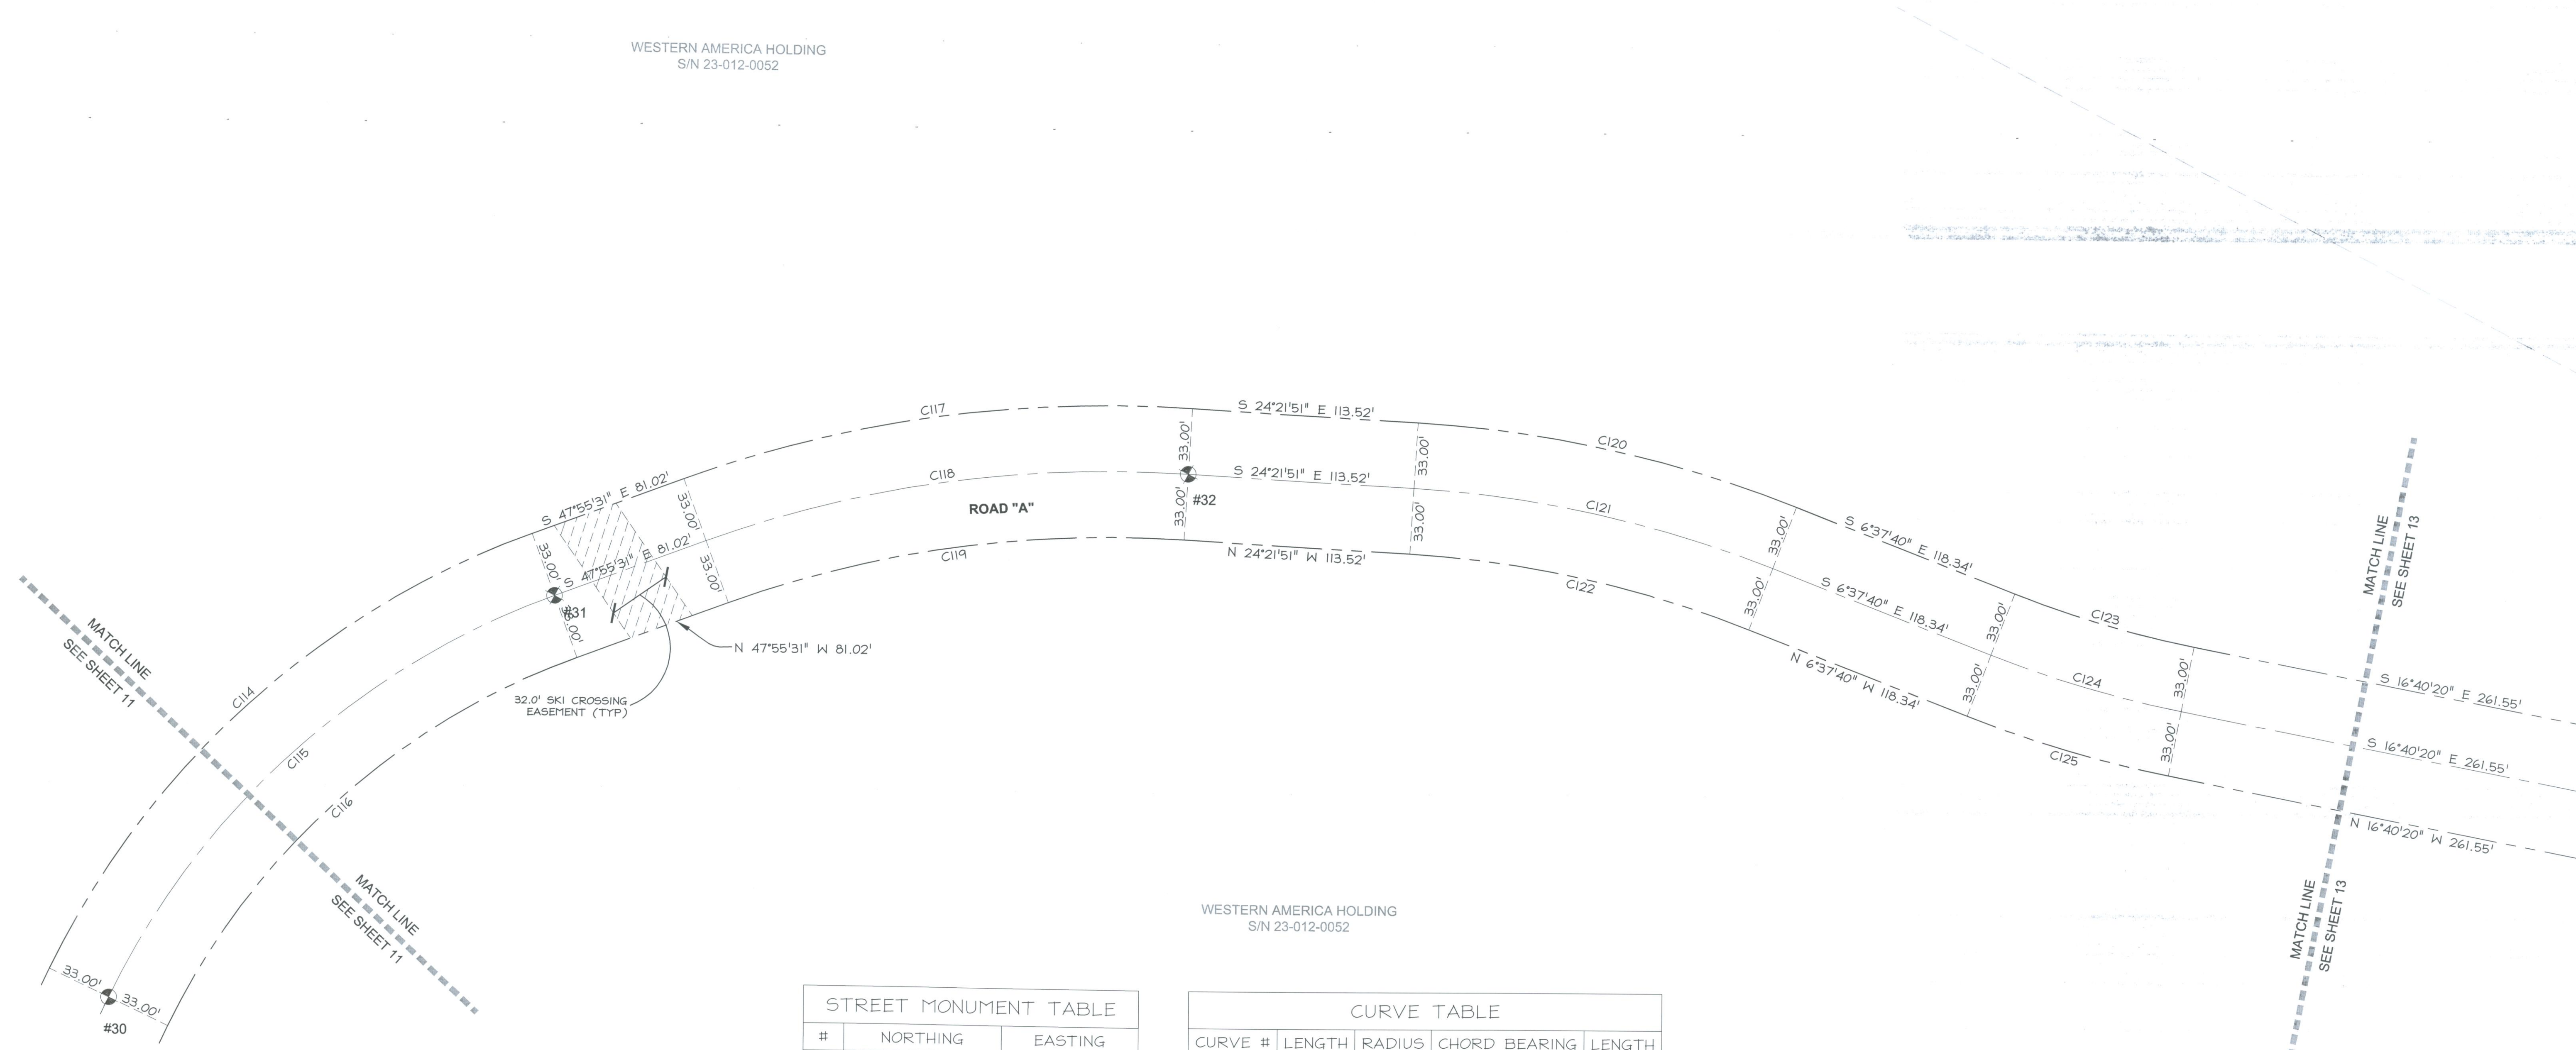 WESTERN AMERICA HOLDING
S/N 23-012-0052
C117
S 24°21'51" E 113.52'
33.00'
33.00'
C120
C118
S 24°21'51" E 113.52'
#32
33.00'
33.00'
ROAD "A"
C119
N 24°21'51" W 113.52'
C121
C122
S 47°55'31" E 81.02'
33.00'
33.00'
S 47°55'31" E 81.02'
33.00'
33.00'
#31
N 47°55'31" W 81.02'
32.0' SKI CROSSING
EASEMENT (TYP)
33.00'
33.00'
S 6°37'40" E 118.34'
S 6°37'40" E 118.34'
N 6°37'40" W 118.34'
33.00'
33.00'
C123
C124
C125
33.00'
33.00'
MATCH LINE
SEE SHEET 13
S 16°40'20" E 261.55'
S 16°40'20" E 261.55'
N 16°40'20" W 261.55'
MATCH LINE
SEE SHEET 13
MATCH LINE
SEE SHEET 11
C114
C115
C116
MATCH LINE
SEE SHEET 11
33.00'
33.00'
#30
WESTERN AMERICA HOLDING
S/N 23-012-0052
STREET MONUMENT TABLE
# NORTHING EASTING
CURVE TABLE
CURVE # LENGTH RADIUS CHORD BEARING LENGTH